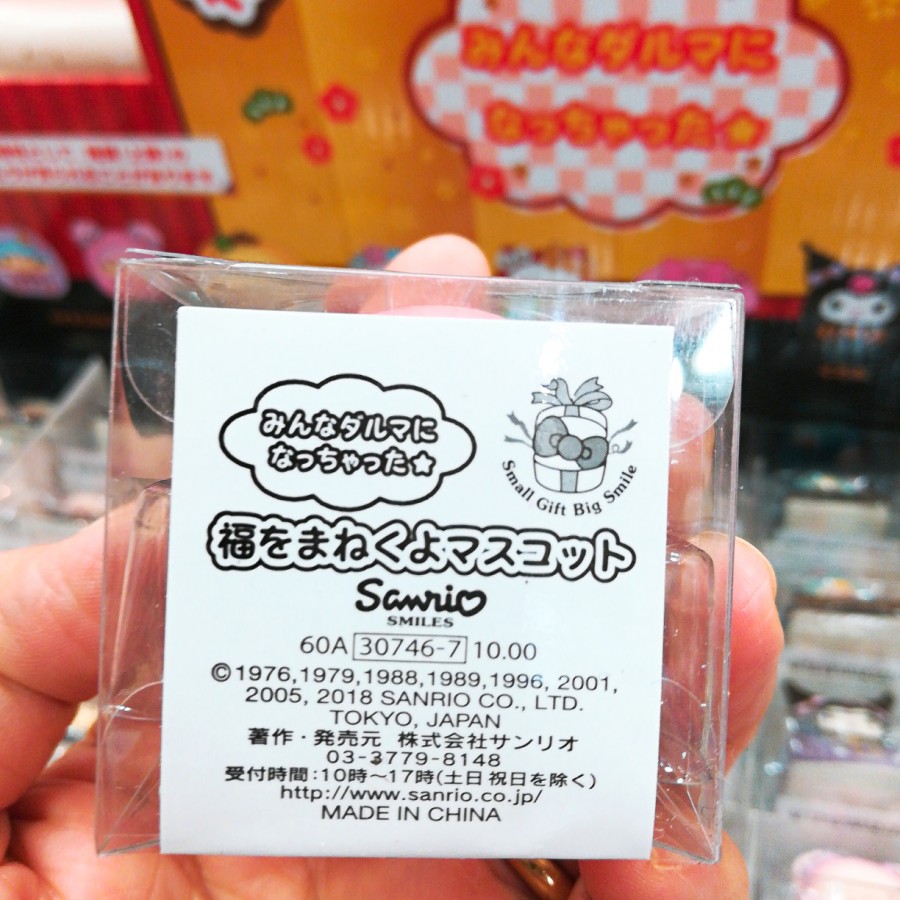 みんなダルマに
なっちゃった★
みんなダルマに
なっちゃった★
Small Gift Big Smile
福をまねくよマスコット
Sanrio
SMILES
60A 30746-7 10.00
©1976,1979,1988,1989,1996, 2001,
2005, 2018 SANRIO CO., LTD.
TOKYO, JAPAN
著作・発売元 株式会社サンリオ
03-3779-8148
受付時間：10時～17時(土日祝日を除く)
http://www.sanrio.co.jp/
MADE IN CHINA